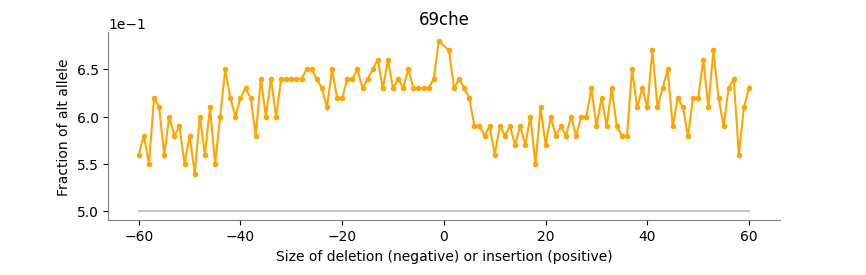 69che
1e−1
6.5
6.0
5.5
5.0
Fraction of alt allele
−60 −40 −20 0 20 40 60
Size of deletion (negative) or insertion (positive)